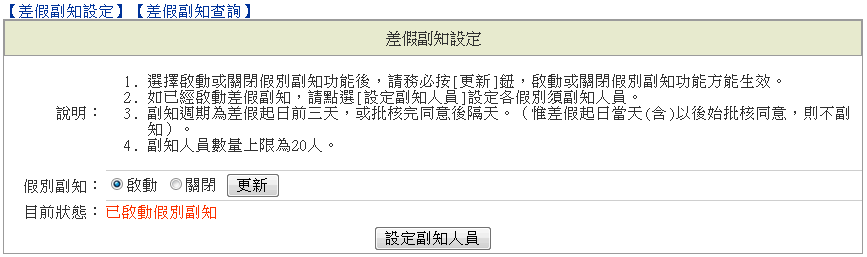 【差假副知設定】【差假副知查詢】
差假副知設定
1. 選擇啟動或關閉假別副知功能後，請務必按[更新]鈕，啟動或關閉假別副知功能方能生效。
2. 如已經啟動差假副知，請點選[設定副知人員]設定各假別須副知人員。
說明：
3. 副知週期為差假起日前三天，或批核完同意後隔天。（惟差假起日當天(含)以後始批核同意，則不副
知）。
4. 副知人員數量上限為20人。
假別副知： 啟動 關閉 更新
目前狀態：已啟動假別副知
設定副知人員